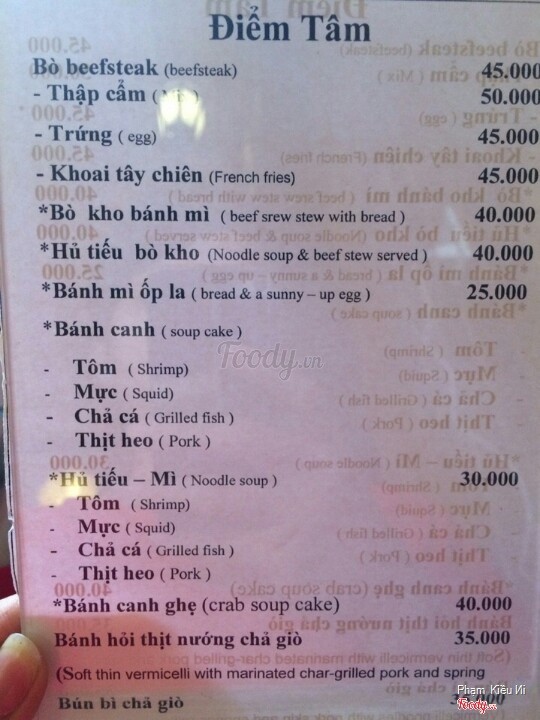 Điểm Tâm
Bò beefsteak (beefsteak) 45.000
- Thập cẩm 50.000
- Trứng ( egg) 45.000
- Khoai tây chiên (French fries) 45.000
*Bò kho bánh mì ( beef srew stew with bread ) 40.000
*Hủ tiếu bò kho (Noodle soup & beef stew served ) 40.000
*Bánh mì ốp la ( bread & a sunny – up egg ) 25.000
*Bánh canh ( soup cake )
- Tôm ( Shrimp)
- Mực ( Squid)
- Chả cá ( Grilled fish )
- Thịt heo ( Pork )
*Hủ tiếu – Mì ( Noodle soup ) 30.000
- Tôm ( Shrimp)
- Mực ( Squid)
- Chả cá ( Grilled fish )
- Thịt heo ( Pork )
*Bánh canh ghẹ (crab soup cake) 40.000
Bánh hỏi thịt nướng chả giò 35.000
(Soft thin vermicelli with marinated char-grilled pork and spring
Bún bì chả giò
Foody.vn
Phạm Kiều Ni
Foody.vn